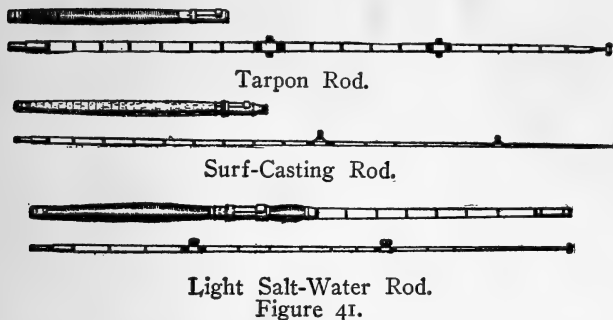 Tarpon Rod.
Surf-Casting Rod.
Light Salt-Water Rod.
Figure 41.